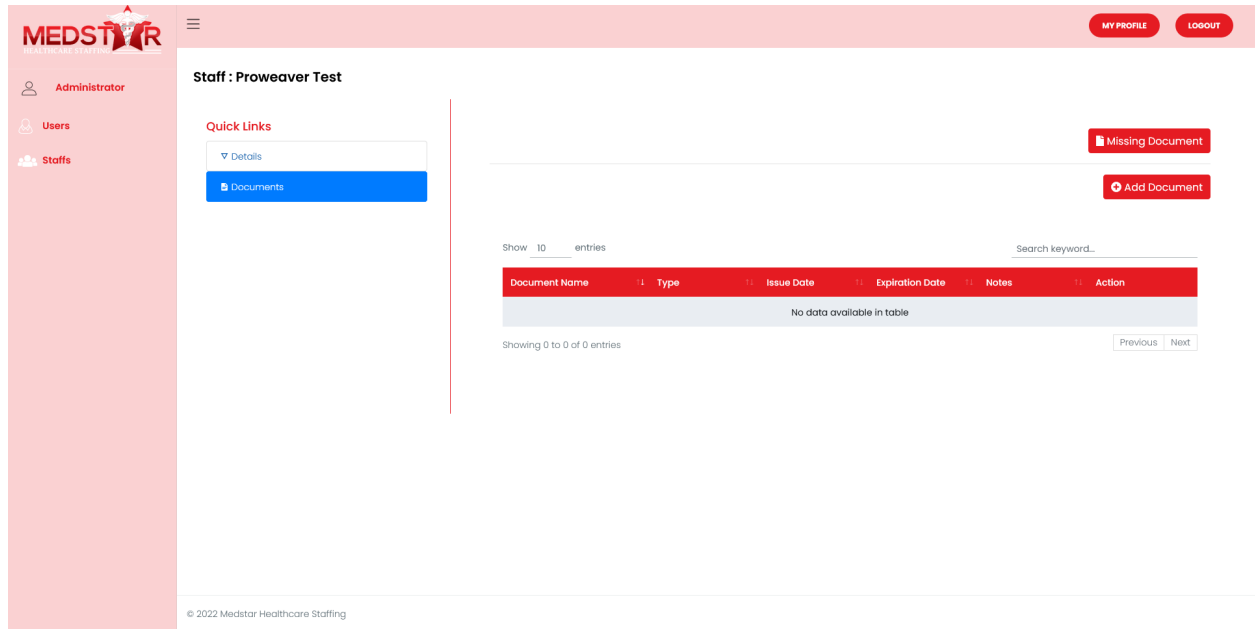 MEDSTAR
HEALTHCARE STAFFING
MY PROFILE
LOGOUT
Administrator
Users
Staffs
Staff : Proweaver Test
Quick Links
Details
Documents
Missing Document
Add Document
Show 10 entries
Search keyword...
Document Name Type Issue Date Expiration Date Notes Action
No data available in table
Showing 0 to 0 of 0 entries
Previous Next
© 2022 Medstar Healthcare Staffing